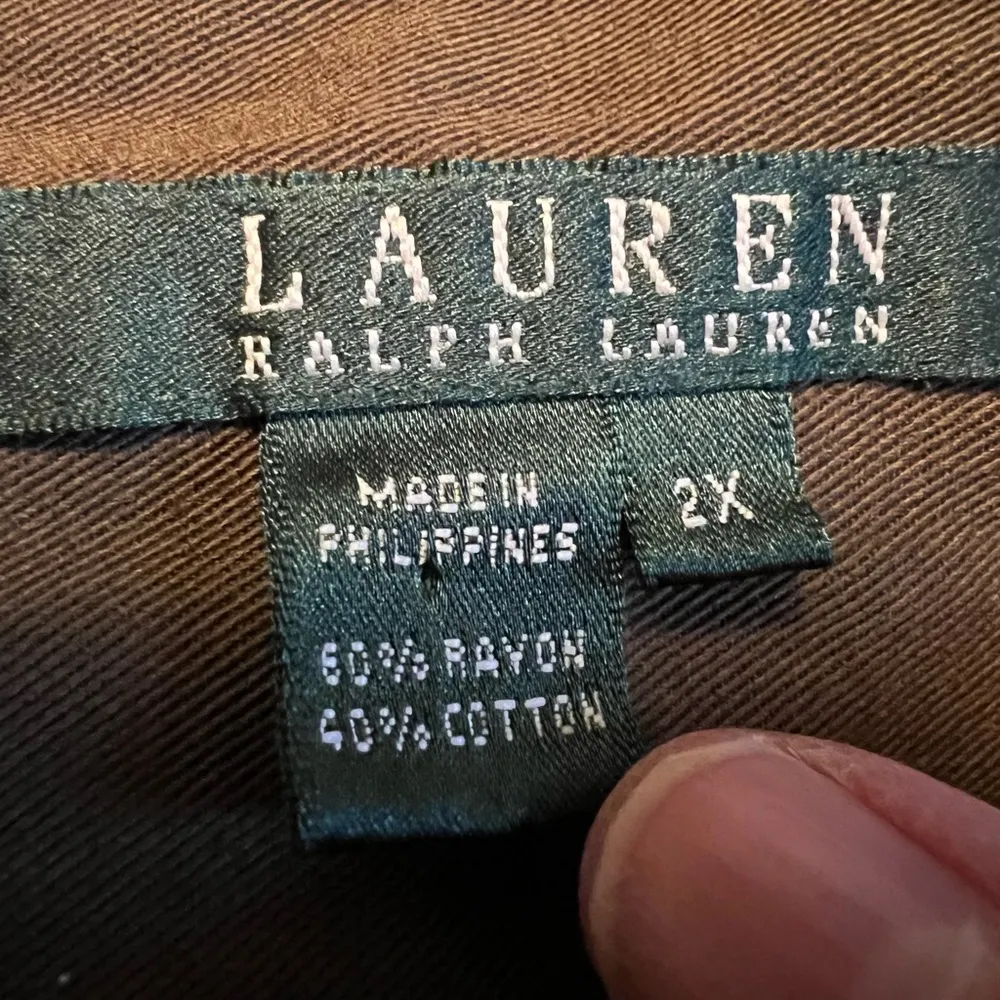 LAUREN
RALPH LAUREN
MADE IN
PHILIPPINES
60% RAYON
40% COTTON
2X